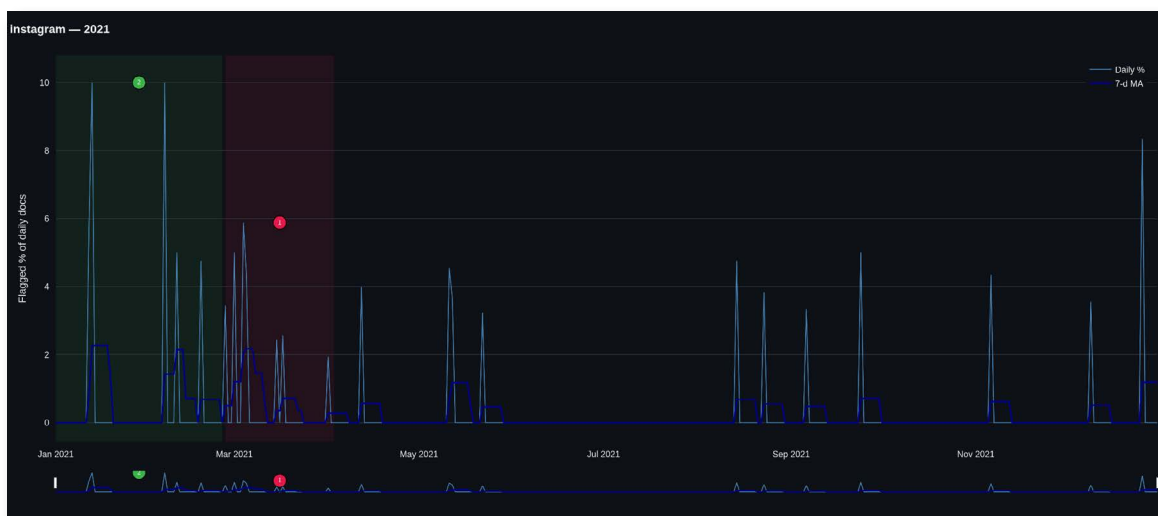 instagram — 2021
Daily %
7-d MA
10
8
6
4
2
0
Flagged % of daily docs
2
1
Jan 2021
Mar 2021
May 2021
Jul 2021
Sep 2021
Nov 2021
1